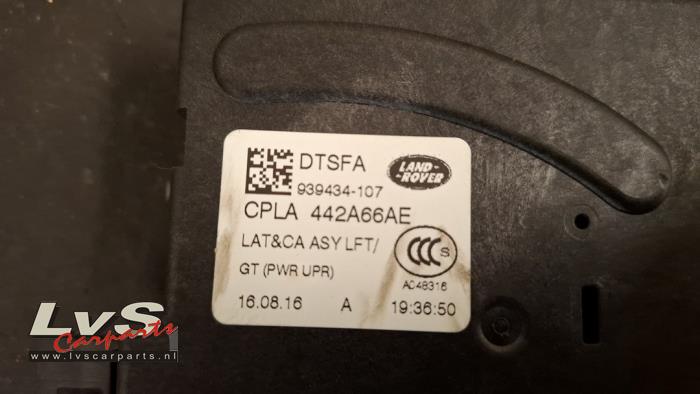 DTSFA
LAND-
-ROVER
939434-107
CPLA 442A66AE
LAT&CA ASY LFT/
GT (PWR UPR)
CCC S
AC48316
16.08.16 A 19:36:50
LvS
Carparts
www.lvscarparts.nl